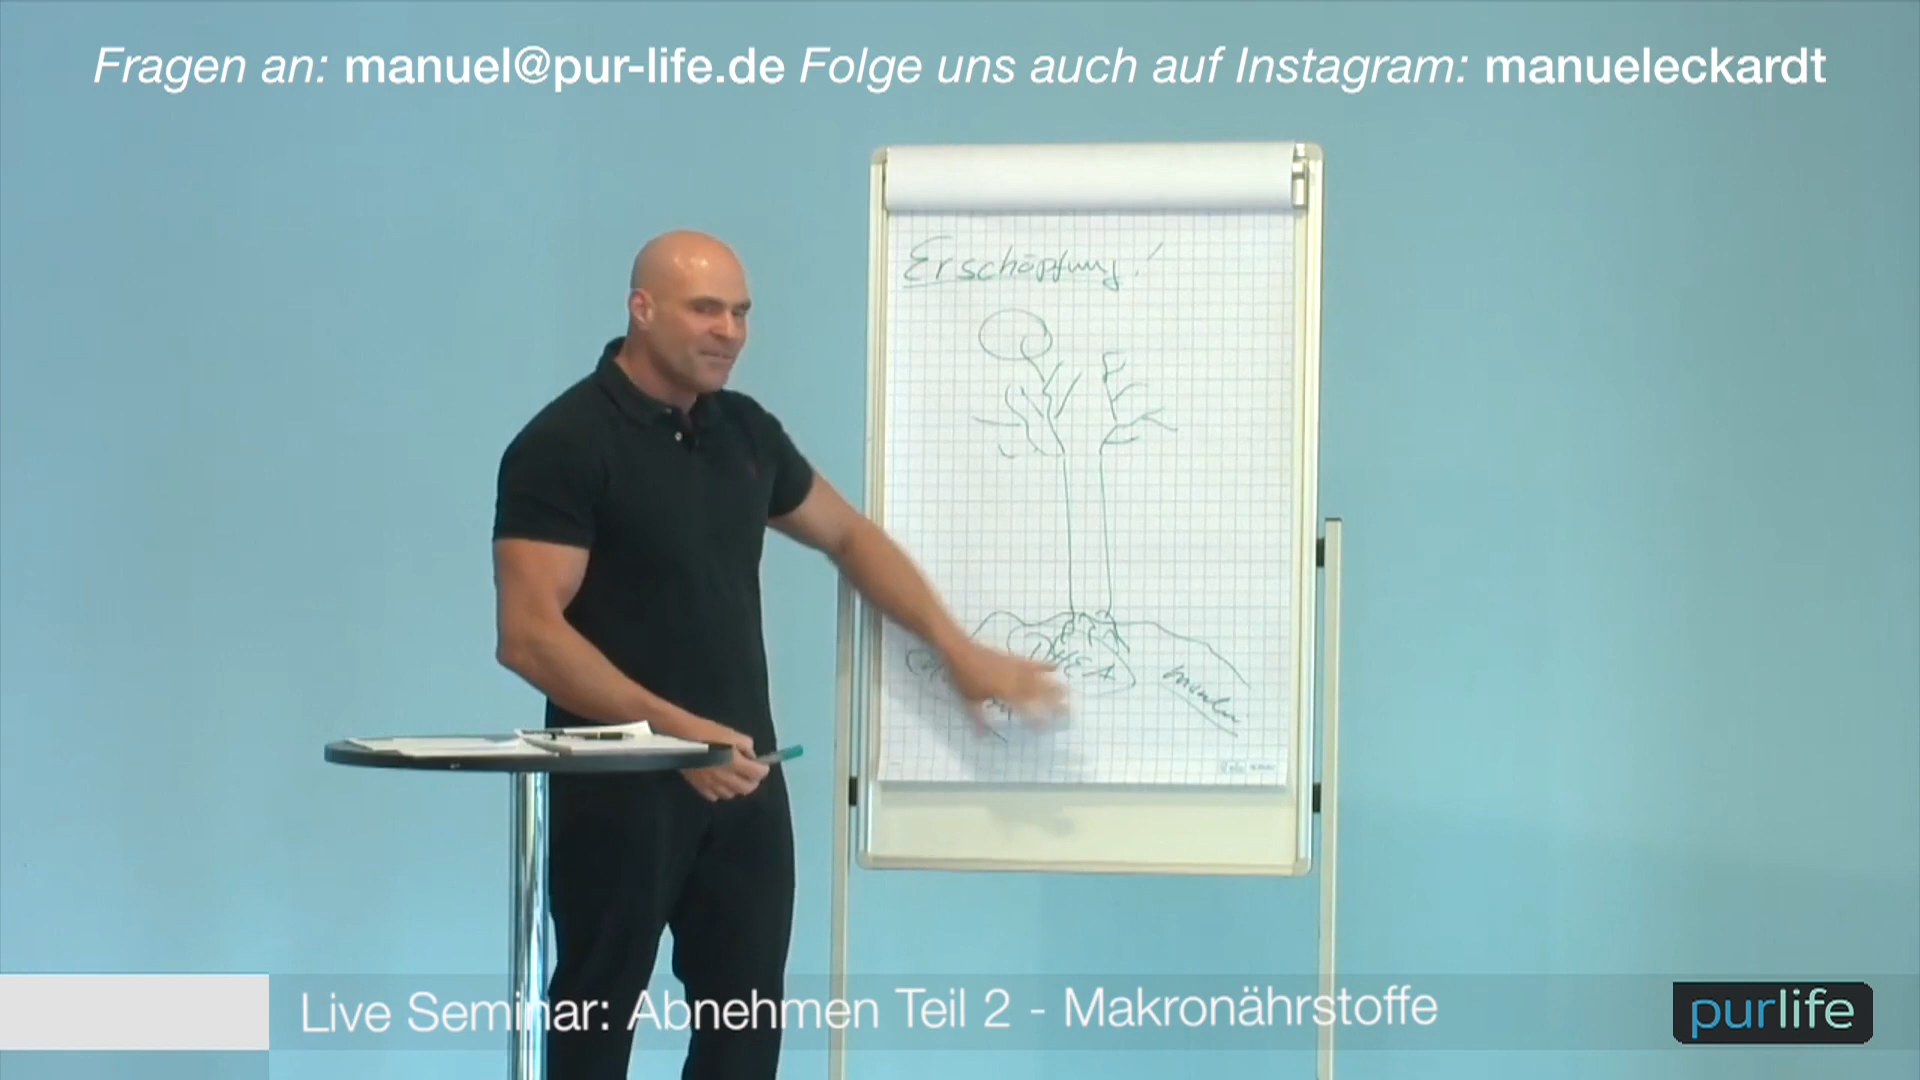 Fragen an: manuel@pur-life.de Folge uns auch auf Instagram: manueleckardt
Erschöpfung!
DHEA
Live Seminar: Abnehmen Teil 2 - Makronährstoffe
purlife